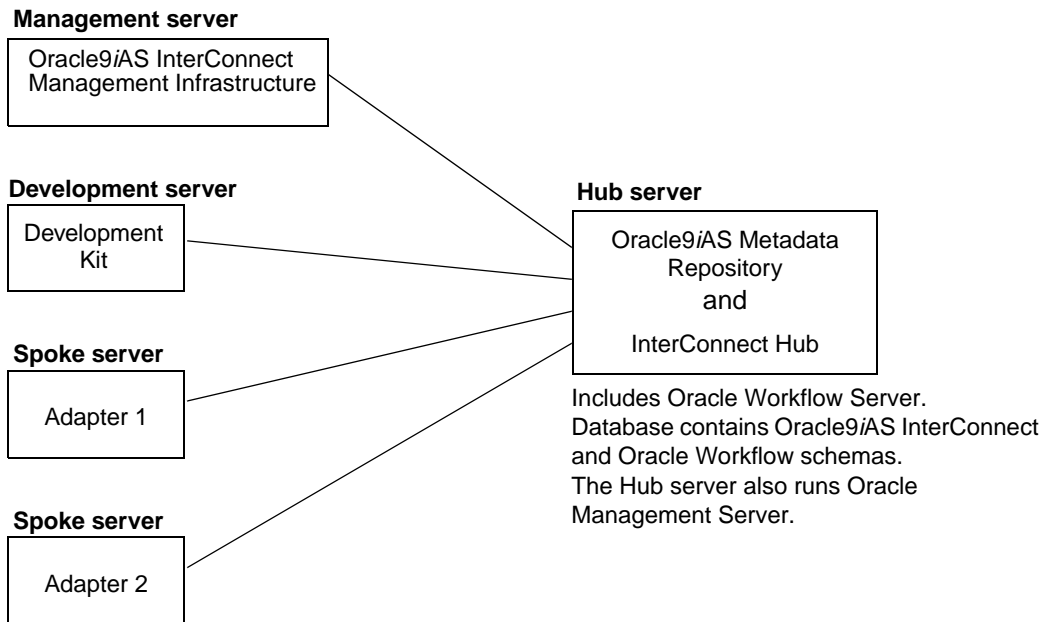 Management server
Oracle9iAS InterConnect
Management Infrastructure
Development server
Development
Kit
Spoke server
Adapter 1
Spoke server
Adapter 2
Hub server
Oracle9iAS Metadata
Repository
and
InterConnect Hub
Includes Oracle Workflow Server.
Database contains Oracle9iAS InterConnect
and Oracle Workflow schemas.
The Hub server also runs Oracle
Management Server.